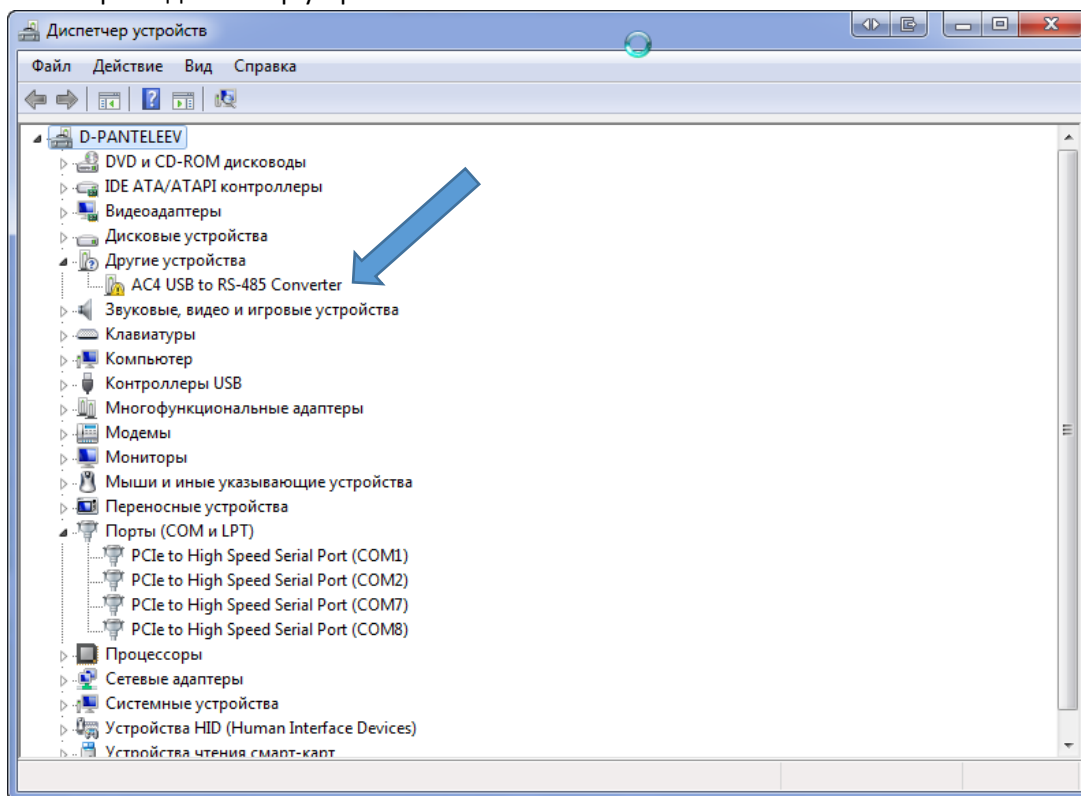 Диспетчер устройств
Файл Действие Вид Справка
D-PANTELEEV
DVD и CD-ROM дисководы
IDE ATA/ATAPI контроллеры
Видеоадаптеры
Дисковые устройства
Другие устройства
AC4 USB to RS-485 Converter
Звуковые, видео и игровые устройства
Клавиатуры
Компьютер
Контроллеры USB
Многофункциональные адаптеры
Модемы
Мониторы
Мыши и иные указывающие устройства
Переносные устройства
Порты (COM и LPT)
PCIe to High Speed Serial Port (COM1)
PCIe to High Speed Serial Port (COM2)
PCIe to High Speed Serial Port (COM7)
PCIe to High Speed Serial Port (COM8)
Процессоры
Сетевые адаптеры
Системные устройства
Устройства HID (Human Interface Devices)
Устройства чтения смарт-карт